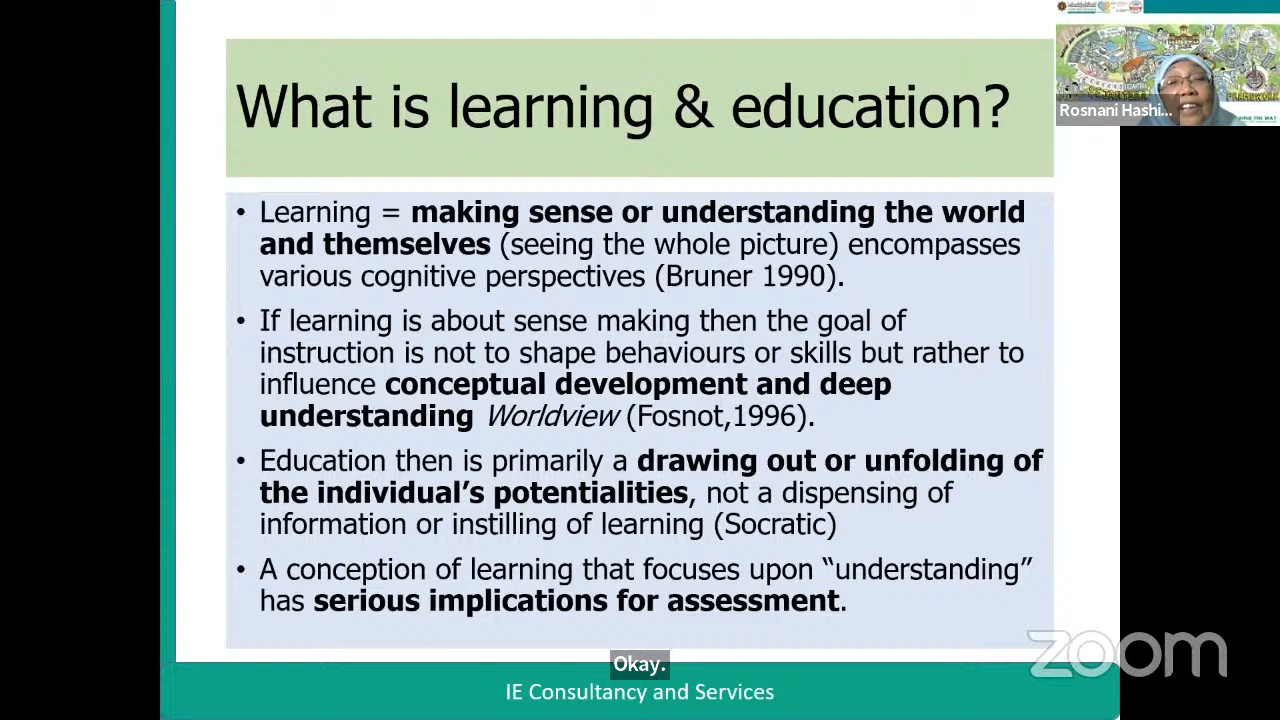 What is learning & education?
Rosnani Hashi...
• Learning = making sense or understanding the world
and themselves (seeing the whole picture) encompasses
various cognitive perspectives (Bruner 1990).
• If learning is about sense making then the goal of
instruction is not to shape behaviours or skills but rather to
influence conceptual development and deep
understanding Worldview (Fosnot,1996).
• Education then is primarily a drawing out or unfolding of
the individual’s potentialities, not a dispensing of
information or instilling of learning (Socratic)
• A conception of learning that focuses upon “understanding”
has serious implications for assessment.
zoom
Okay.
IE Consultancy and Services